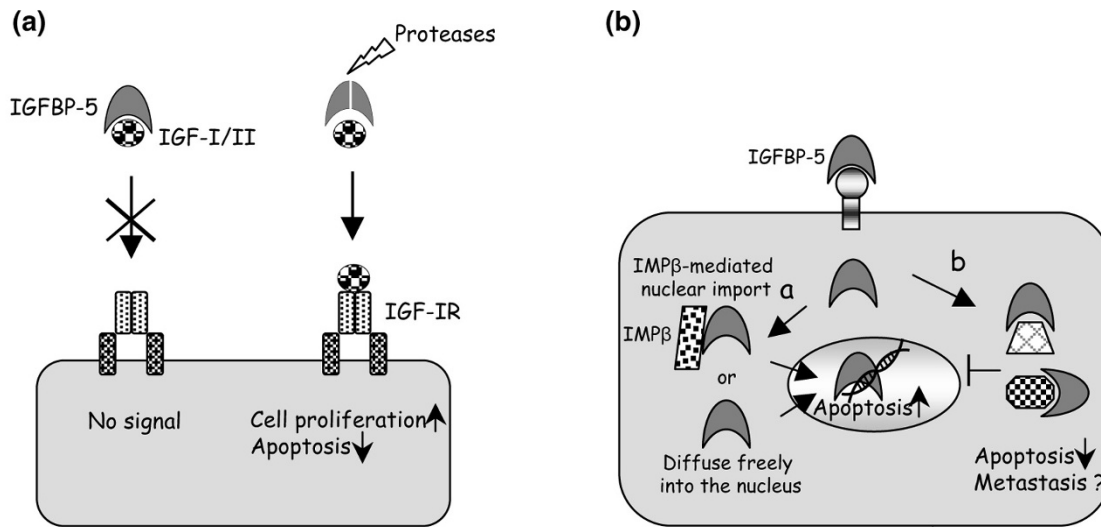 (a)
Proteases
IGFBP-5
IGF-I/II
IGF-IR
No signal
Cell proliferation
Apoptosis
(b)
IGFBP-5
IMPβ-mediated
nuclear import
a
b
IMPβ
or
Apoptosis
Diffuse freely
into the nucleus
Apoptosis
Metastasis ?